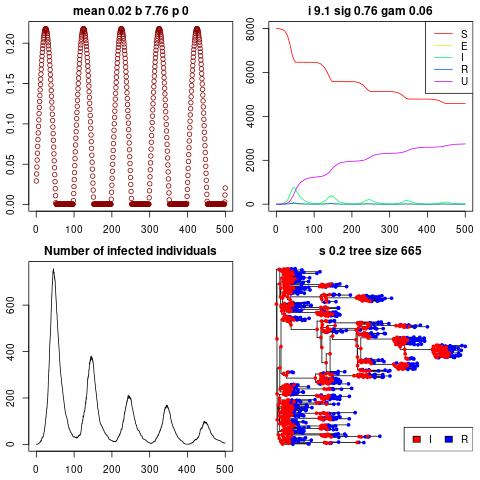 mean 0.02 b 7.76 p 0
0.00 0.05 0.10 0.15 0.20
0 100 200 300 400 500
i 9.1 sig 0.76 gam 0.06
0 2000 4000 6000 8000
0 100 200 300 400 500
S
E
I
R
U
Number of infected individuals
0 200 400 600
0 100 200 300 400 500
s 0.2 tree size 665
I R